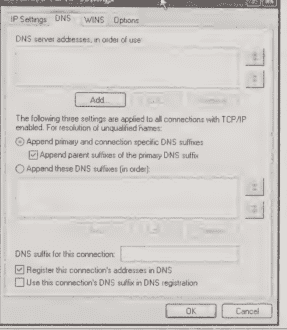 IP Settings DNS WINS Options
DNS server addresses, in order of use:
Add...
The following three settings are applied to all connections with TCP/IP
enabled. For resolution of unqualified names:
Append primary and connection specific DNS suffixes
Append parent suffixes of the primary DNS suffix
Append these DNS suffixes (in order):
DNS suffix for this connection:
Register this connection's addresses in DNS
Use this connection's DNS suffix in DNS registration
OK Cancel